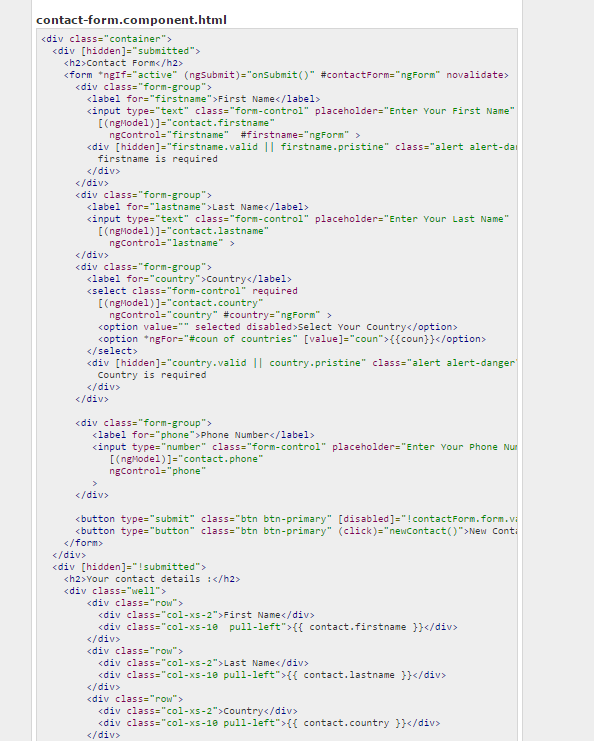 contact-form.component.html
<div class="container">
  <div [hidden]="submitted">
    <h2>Contact Form</h2>
    <form *ngIf="active" (ngSubmit)="onSubmit()" #contactForm="ngForm" novalidate>
      <div class="form-group">
        <label for="firstname">First Name</label>
        <input type="text" class="form-control" placeholder="Enter Your First Name"
          [(ngModel)]="contact.firstname"
            ngControl="firstname"  #firstname="ngForm" >
        <div [hidden]="firstname.valid || firstname.pristine" class="alert alert-dan
          firstname is required
        </div>
      </div>
      <div class="form-group">
        <label for="lastname">Last Name</label>
        <input type="text" class="form-control" placeholder="Enter Your Last Name"
          [(ngModel)]="contact.lastname"
            ngControl="lastname" >
      </div>
      <div class="form-group">
        <label for="country">Country</label>
        <select class="form-control" required
          [(ngModel)]="contact.country"
            ngControl="country" #country="ngForm" >
          <option value="" selected disabled>Select Your Country</option>
          <option *ngFor="#coun of countries" [value]="coun">{{coun}}</option>
        </select>
        <div [hidden]="country.valid || country.pristine" class="alert alert-danger"
          Country is required
        </div>
      </div>

      <div class="form-group">
         <label for="phone">Phone Number</label>
         <input type="number" class="form-control" placeholder="Enter Your Phone Num
            [(ngModel)]="contact.phone"
            ngControl="phone"
         >
      </div>

      <button type="submit" class="btn btn-primary" [disabled]="!contactForm.form.va
      <button type="button" class="btn btn-primary" (click)="newContact()">New Conta
    </form>
  </div>
  <div [hidden]="!submitted">
    <h2>Your contact details :</h2>
    <div class="well">
        <div class="row">
          <div class="col-xs-2">First Name</div>
          <div class="col-xs-10  pull-left">{{ contact.firstname }}</div>
        </div>
        <div class="row">
          <div class="col-xs-2">Last Name</div>
          <div class="col-xs-10 pull-left">{{ contact.lastname }}</div>
        </div>
        <div class="row">
          <div class="col-xs-2">Country</div>
          <div class="col-xs-10 pull-left">{{ contact.country }}</div>
        </div>